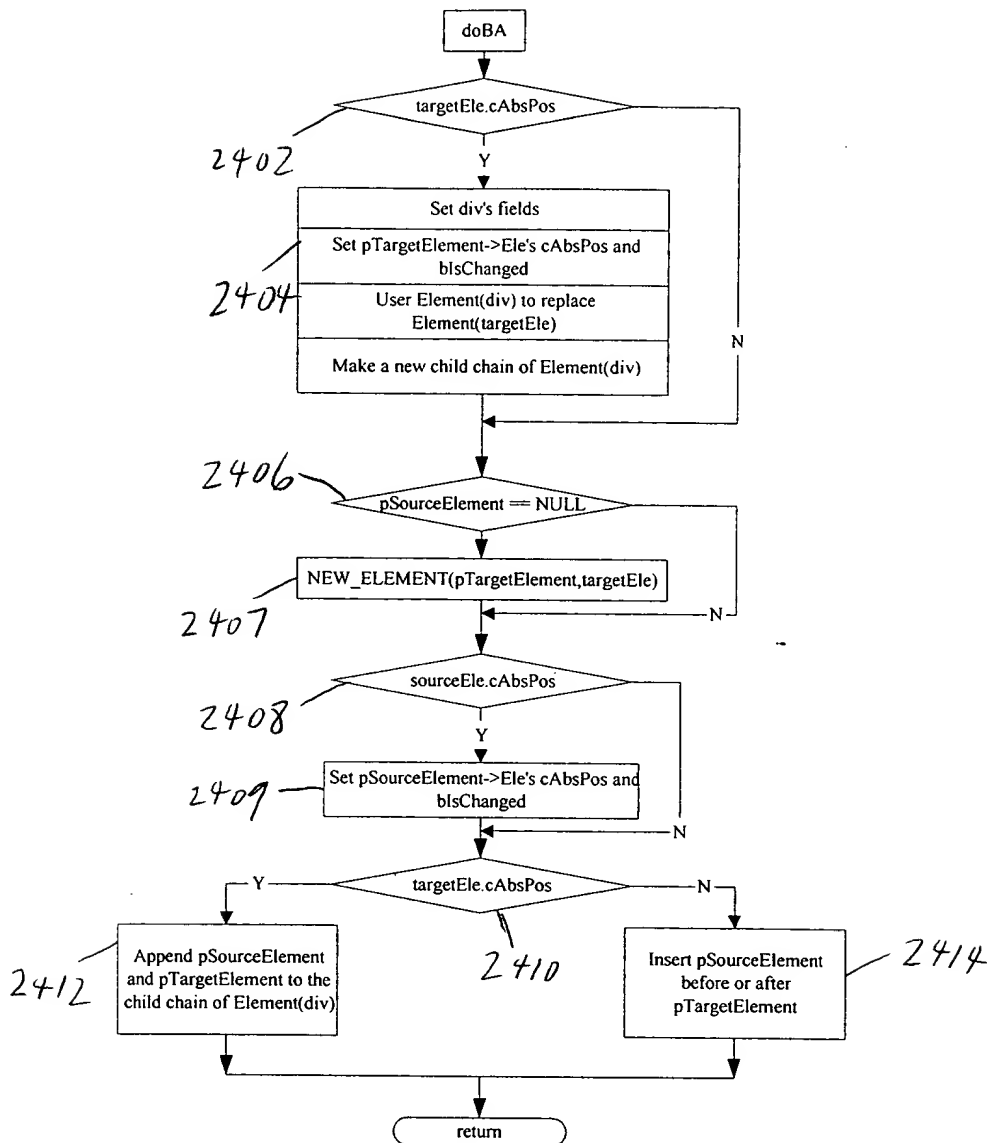 doBA
targetEle.cAbsPos
2402
Y
Set div's fields
Set pTargetElement->Ele's cAbsPos and
bIsChanged
2404
User Element(div) to replace
Element(targetEle)
N
Make a new child chain of Element(div)
2406
pSourceElement == NULL
NEW_ELEMENT(pTargetElement,targetEle)
2407
N
sourceEle.cAbsPos
2408
Y
Set pSourceElement->Ele's cAbsPos and
bIsChanged
2409
N
targetEle.cAbsPos
Y
N
2410
Append pSourceElement
and pTargetElement to the
child chain of Element(div)
2412
Insert pSourceElement
before or after
pTargetElement
2414
return